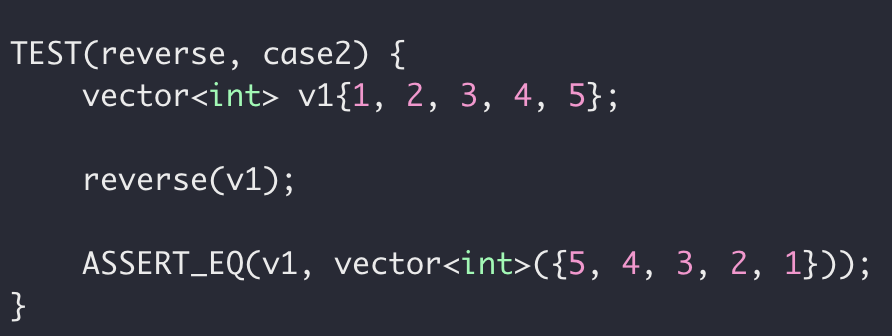 TEST(reverse, case2) {
    vector<int> v1{1, 2, 3, 4, 5};
    reverse(v1);
    ASSERT_EQ(v1, vector<int>({5, 4, 3, 2, 1}));
}